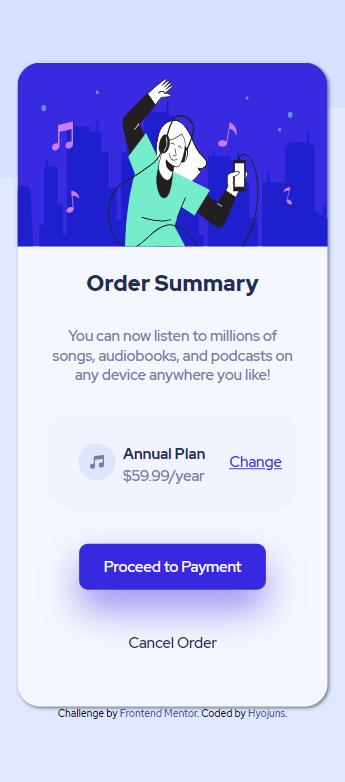 Order Summary
You can now listen to millions of
songs, audiobooks, and podcasts on
any device anywhere you like!
Annual Plan
$59.99/year
Change
Proceed to Payment
Cancel Order
Challenge by Frontend Mentor. Coded by Hyojuns.